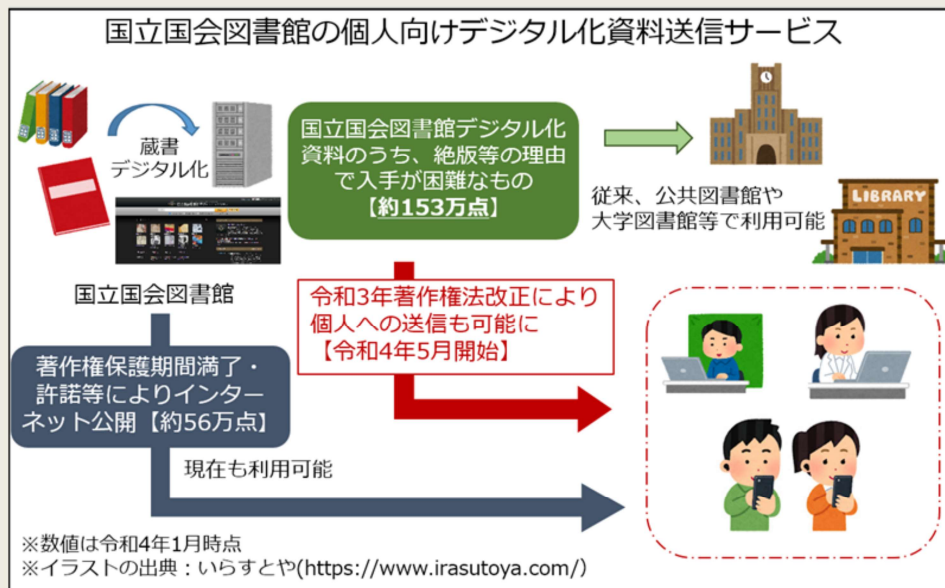 国立国会図書館の個人向けデジタル化資料送信サービス
蔵書
デジタル化
国立国会図書館
国立国会図書館デジタル化
資料のうち、絶版等の理由
で入手が困難なもの
【約153万点】
従来、公共図書館や
大学図書館等で利用可能
LIBRARY
令和3年著作権法改正により
個人への送信も可能に
【令和4年5月開始】
著作権保護期間満了・
許諾等によりインター
ネット公開【約56万点】
現在も利用可能
※数値は令和4年1月時点
※イラストの出典：いらすとや(https://www.irasutoya.com/）